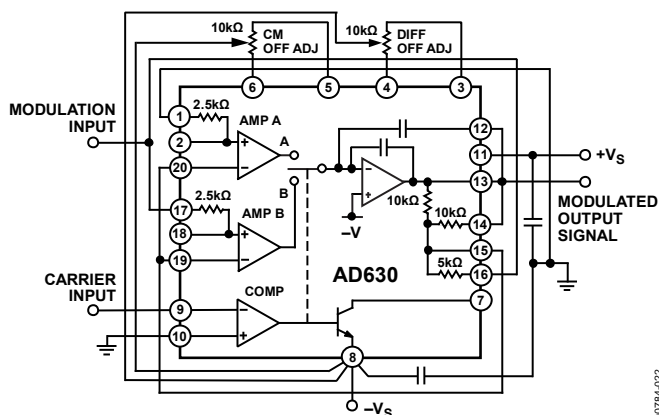 10kΩ
CM
OFF ADJ
10kΩ
DIFF
OFF ADJ
6
5
4
3
MODULATION
INPUT
1
2.5kΩ
AMP A
2
+
A
20
–
B
17
2.5kΩ
18
+
AMP B
19
–
12
11
+VS
–
+
13
MODULATED
OUTPUT
SIGNAL
10kΩ
–V
10kΩ
14
15
5kΩ
16
AD630
CARRIER
INPUT
COMP
9
–
10
+
7
8
–VS